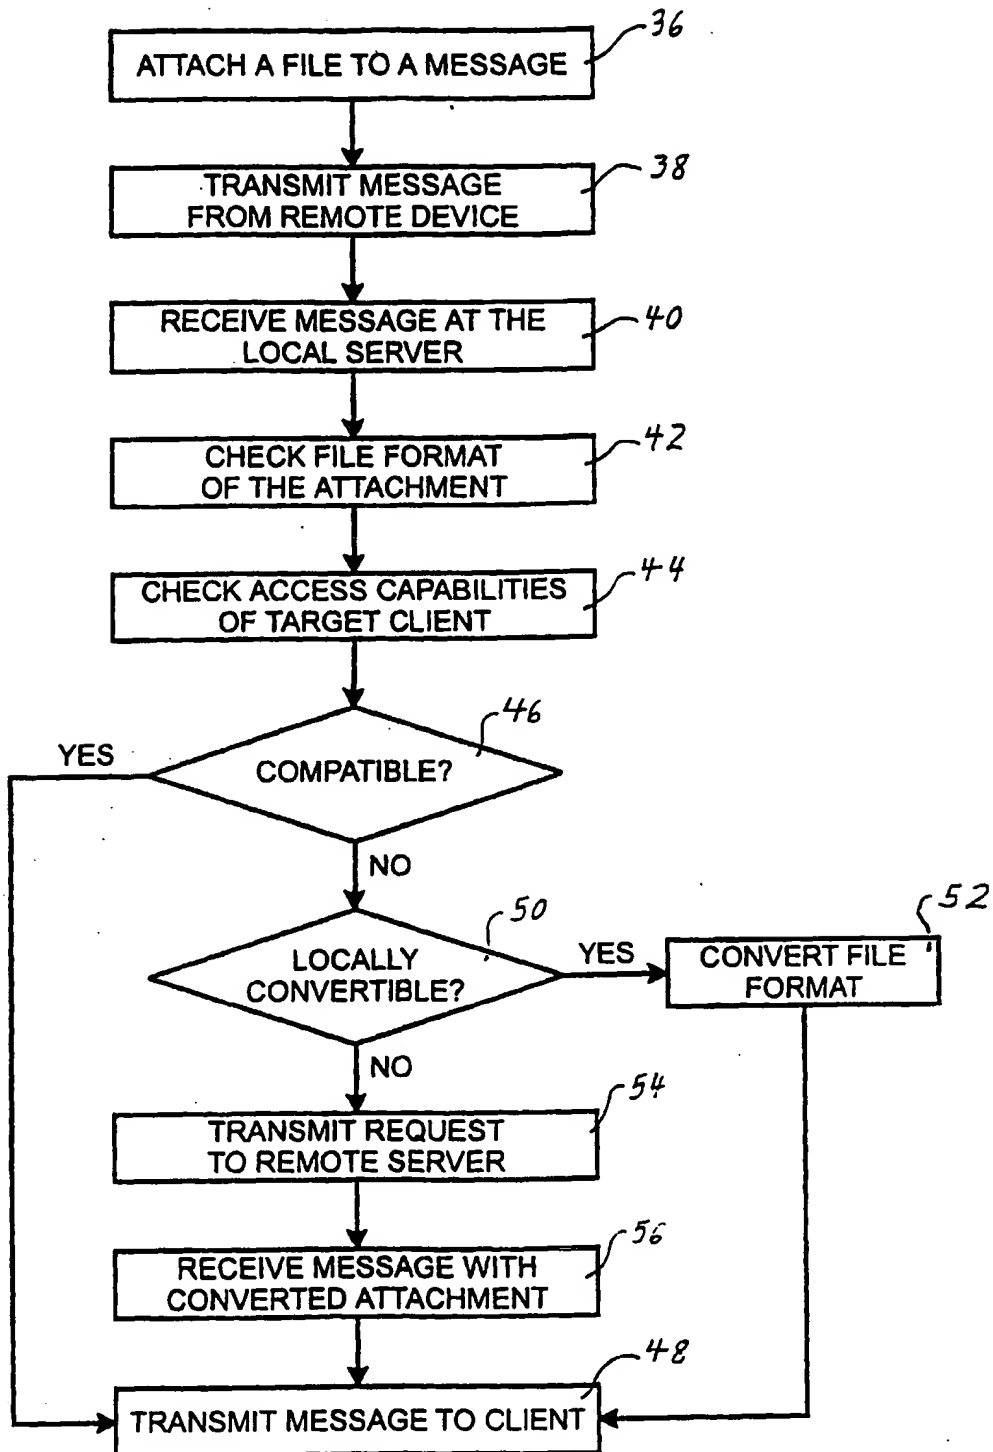 36
ATTACH A FILE TO A MESSAGE
38
TRANSMIT MESSAGE
FROM REMOTE DEVICE
40
RECEIVE MESSAGE AT THE
LOCAL SERVER
42
CHECK FILE FORMAT
OF THE ATTACHMENT
44
CHECK ACCESS CAPABILITIES
OF TARGET CLIENT
46
YES
COMPATIBLE?
NO
50
LOCALLY
CONVERTIBLE?
YES
52
CONVERT FILE
FORMAT
NO
54
TRANSMIT REQUEST
TO REMOTE SERVER
56
RECEIVE MESSAGE WITH
CONVERTED ATTACHMENT
48
TRANSMIT MESSAGE TO CLIENT